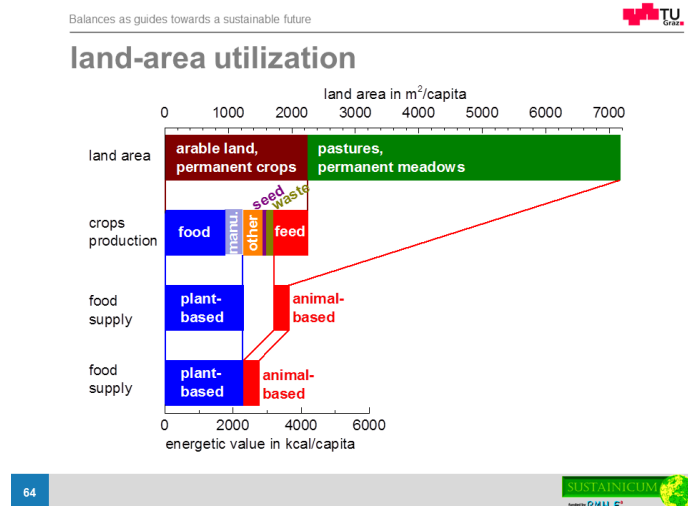 Balances as guides towards a sustainable future
TU
Graz
land-area utilization
land area in m²/capita
0 1000 2000 3000 4000 5000 6000 7000
land area
arable land,
permanent crops
pastures,
permanent meadows
seed
waste
crops
production
food
manu.
other
feed
food
supply
plant-
based
animal-
based
food
supply
plant-
based
animal-
based
0 2000 4000 6000
energetic value in kcal/capita
64
SUSTAINICUM